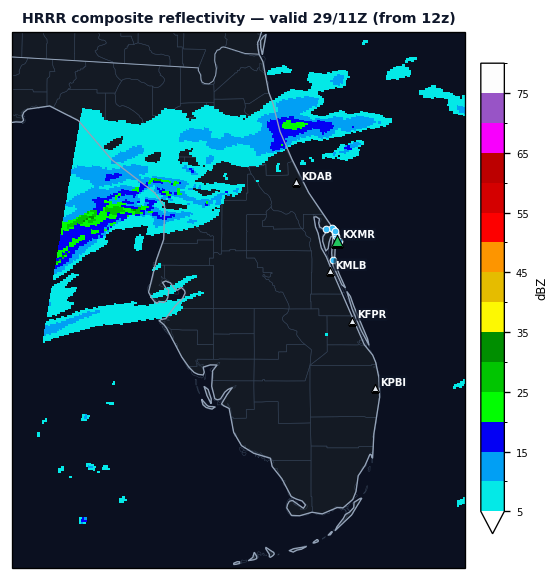 HRRR composite reflectivity — valid 29/11Z (from 12z)
KDAB
KXMR
KMLB
KFPR
KPBI
75
65
55
45
35
25
15
5
dBZ